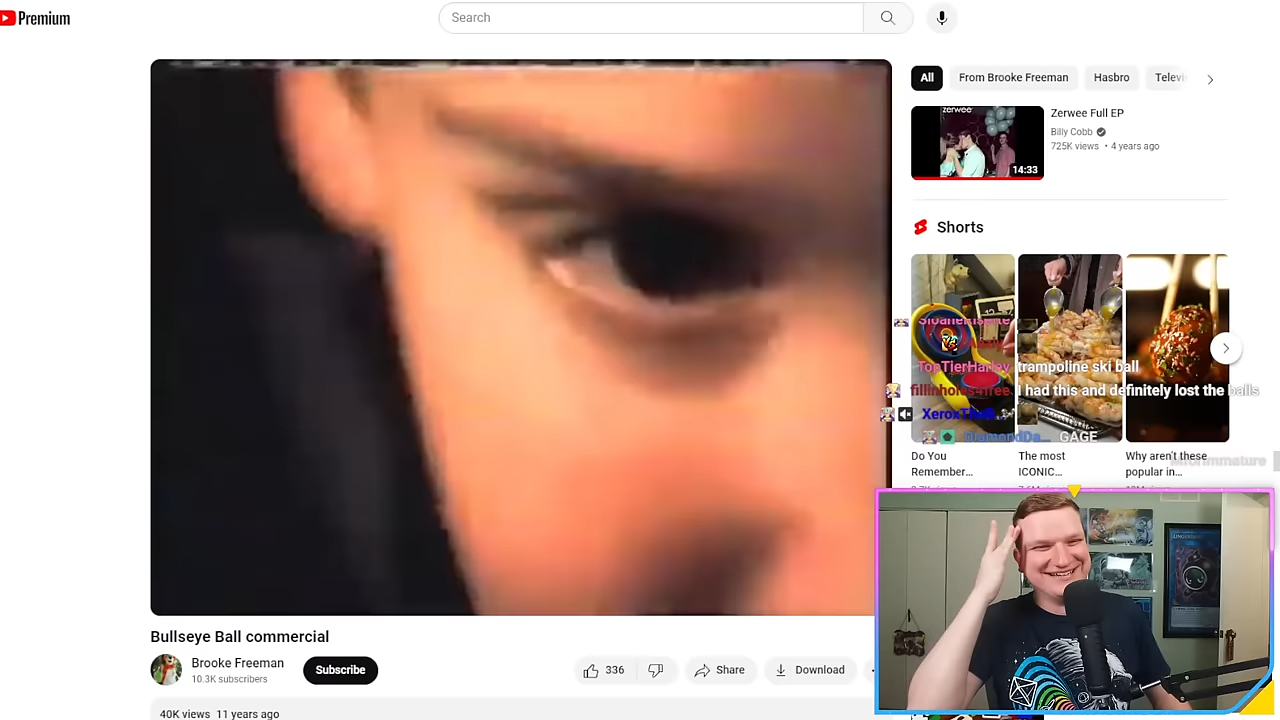 Premium
Search
All
From Brooke Freeman
Hasbro
zerwee
14:33
Zerwee Full EP
Billy Cobb
725K views • 4 years ago
Shorts
TopTierHarley trampoline ski ball
fillinholes4free I had this and definitely lost the balls
GAGE
Do You
Remember...
The most
ICONIC...
Why aren't these
popular in...
Bullseye Ball commercial
Brooke Freeman
10.3K subscribers
Subscribe
336
Share
Download
40K views 11 years ago